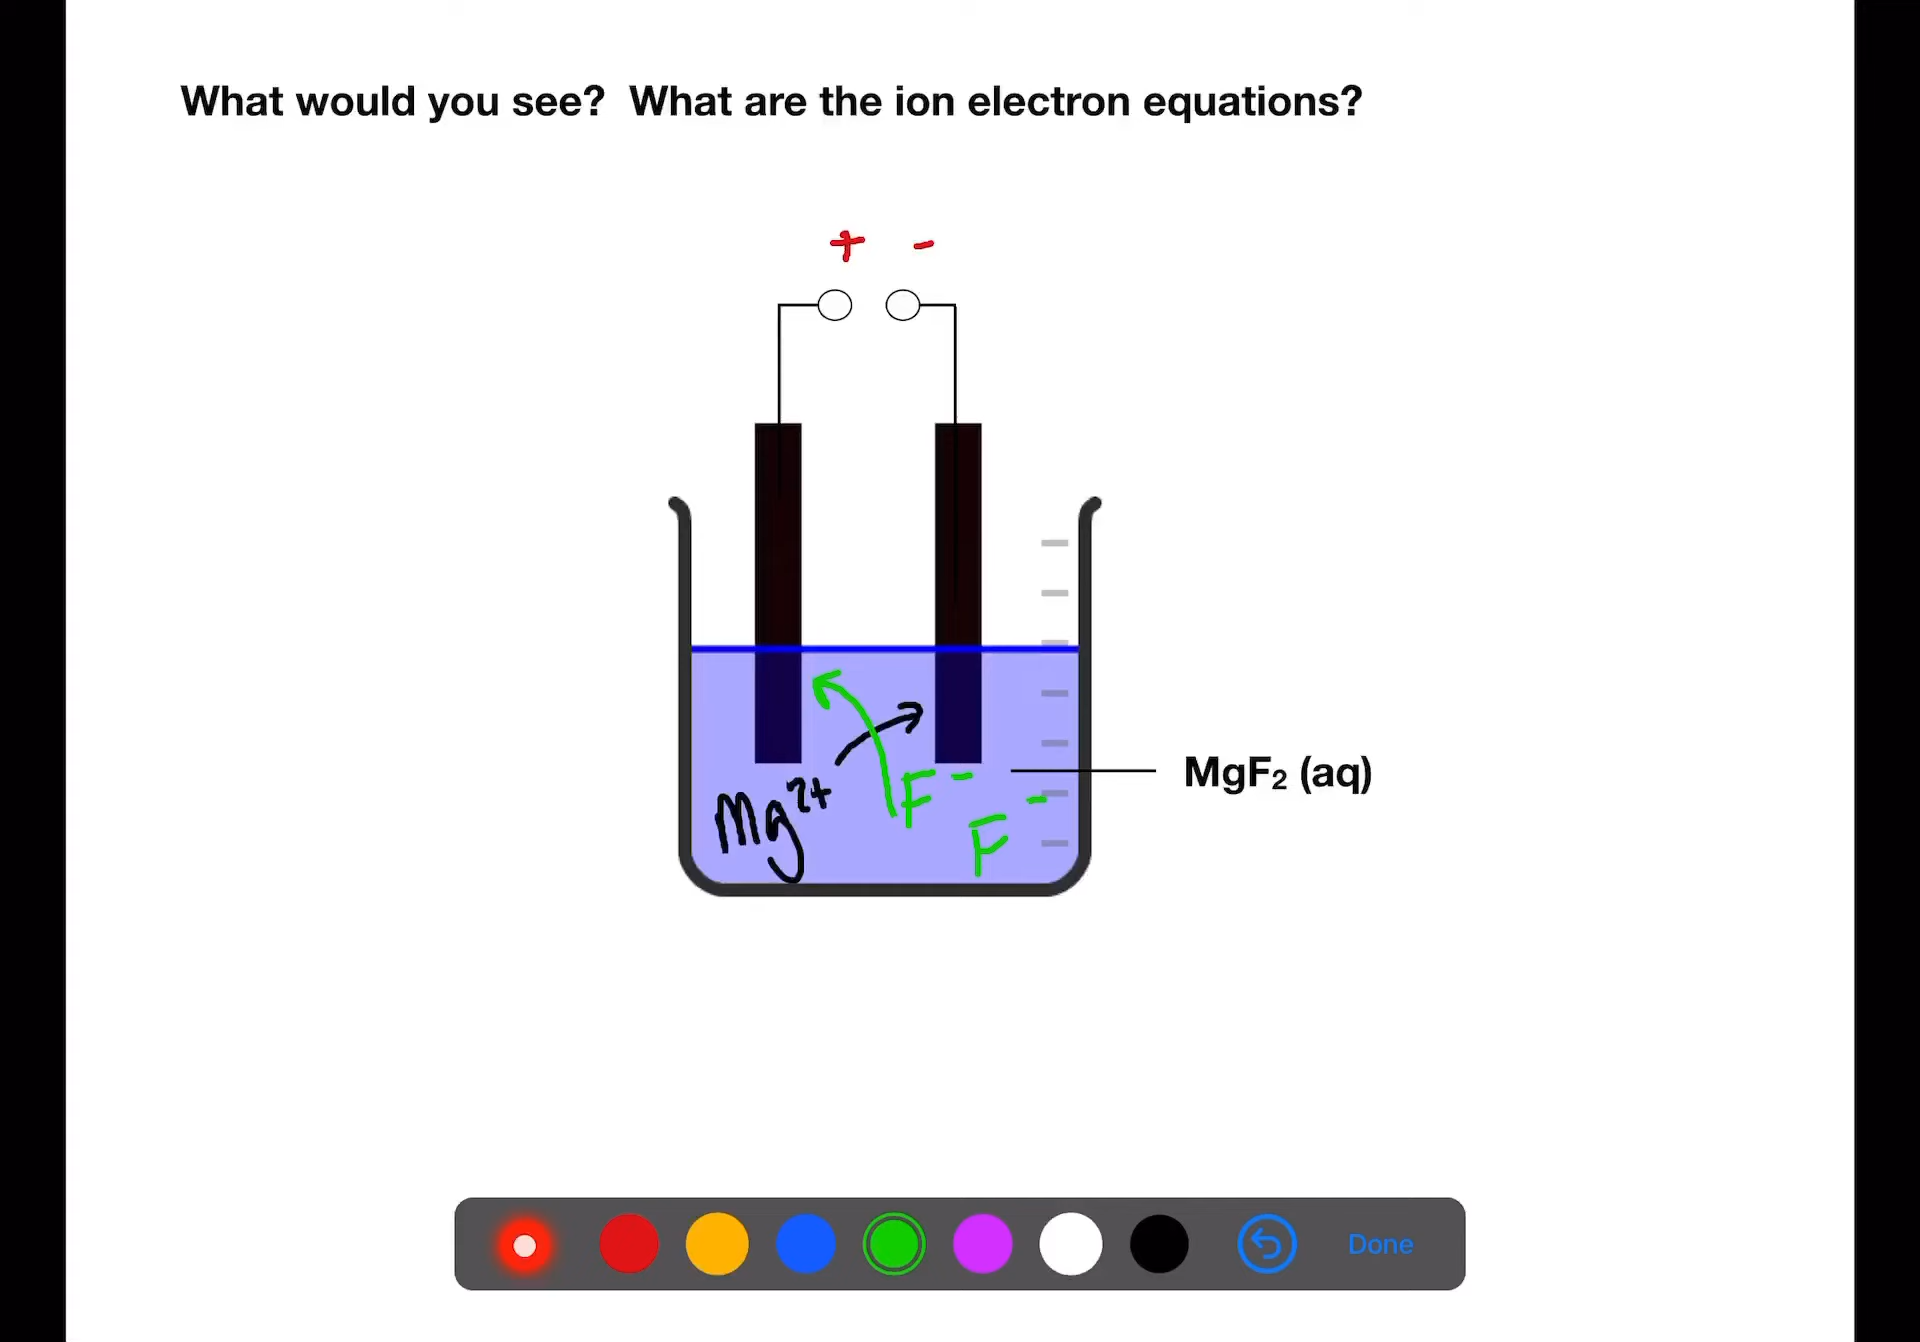 What would you see? What are the ion electron equations?
+ -
MgF₂ (aq)
Mg²⁺
F⁻
F⁻
Done